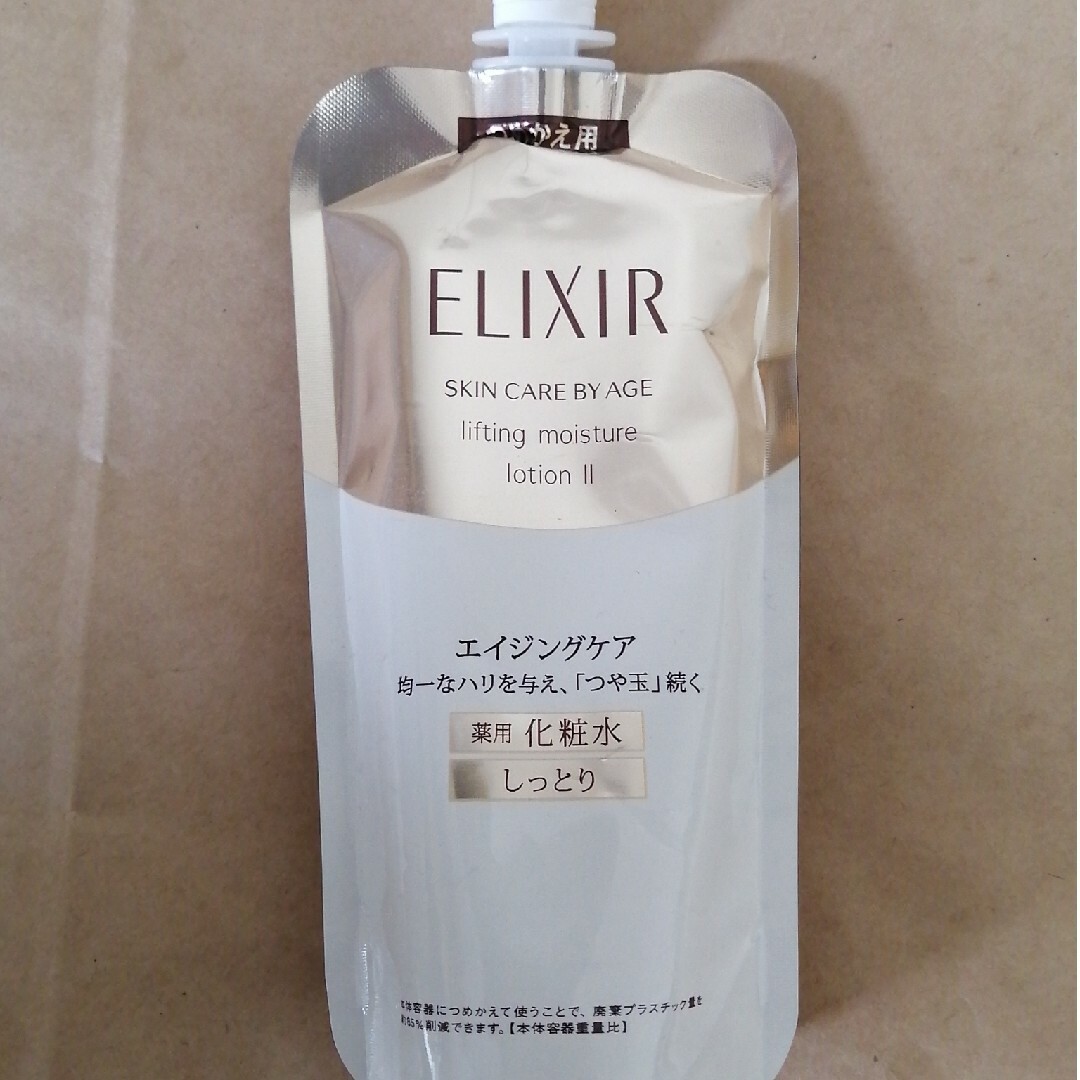 かえ用
ELIXIR
SKIN CARE BY AGE
lifting moisture
lotion II
エイジングケア
均一なハリを与え、「つや玉」続く
薬用 化粧水
しっとり
体容器につめかえて使うことで、廃棄プラスチック量を
85%削減できます。【本体容器重量比】